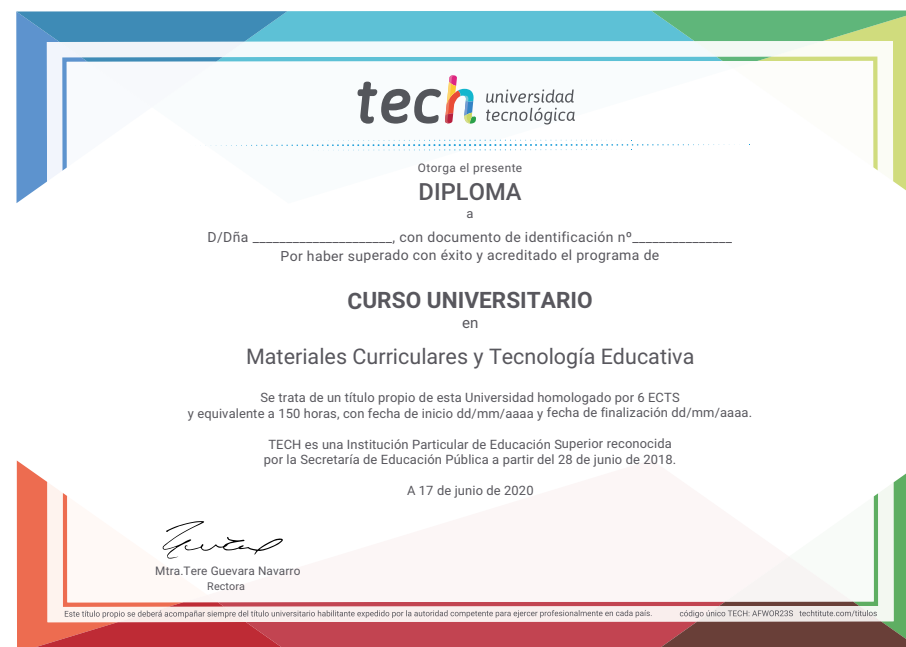 tech universidad
tecnológica
Otorga el presente
DIPLOMA
a
D/Dña _____________________, con documento de identificación nº_______________
Por haber superado con éxito y acreditado el programa de
CURSO UNIVERSITARIO
en
Materiales Curriculares y Tecnología Educativa
Se trata de un título propio de esta Universidad homologado por 6 ECTS
y equivalente a 150 horas, con fecha de inicio dd/mm/aaaa y fecha de finalización dd/mm/aaaa.
TECH es una Institución Particular de Educación Superior reconocida
por la Secretaría de Educación Pública a partir del 28 de junio de 2018.
A 17 de junio de 2020
Mtra.Tere Guevara Navarro
Rectora
Este título propio se deberá acompañar siempre del título universitario habilitante expedido por la autoridad competente para ejercer profesionalmente en cada país. código único TECH: AFWOR23S techtitute.com/titulos